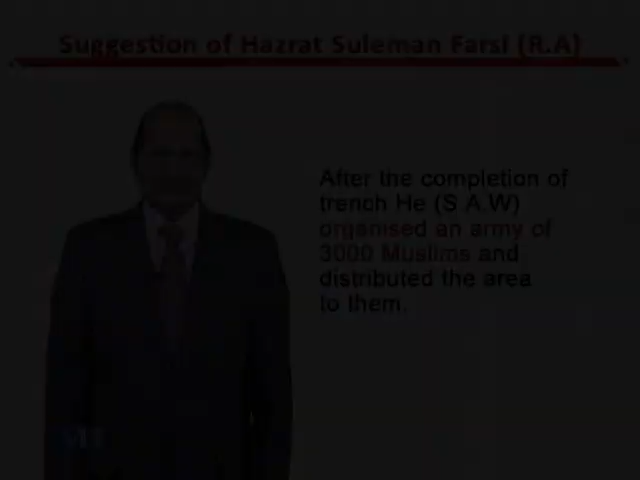 Suggestion of Hazrat Suleman Farsi (R.A)
After the completion of
trench He (S A.W)
organised an army of
3000 Muslims and
distributed the area
to them.